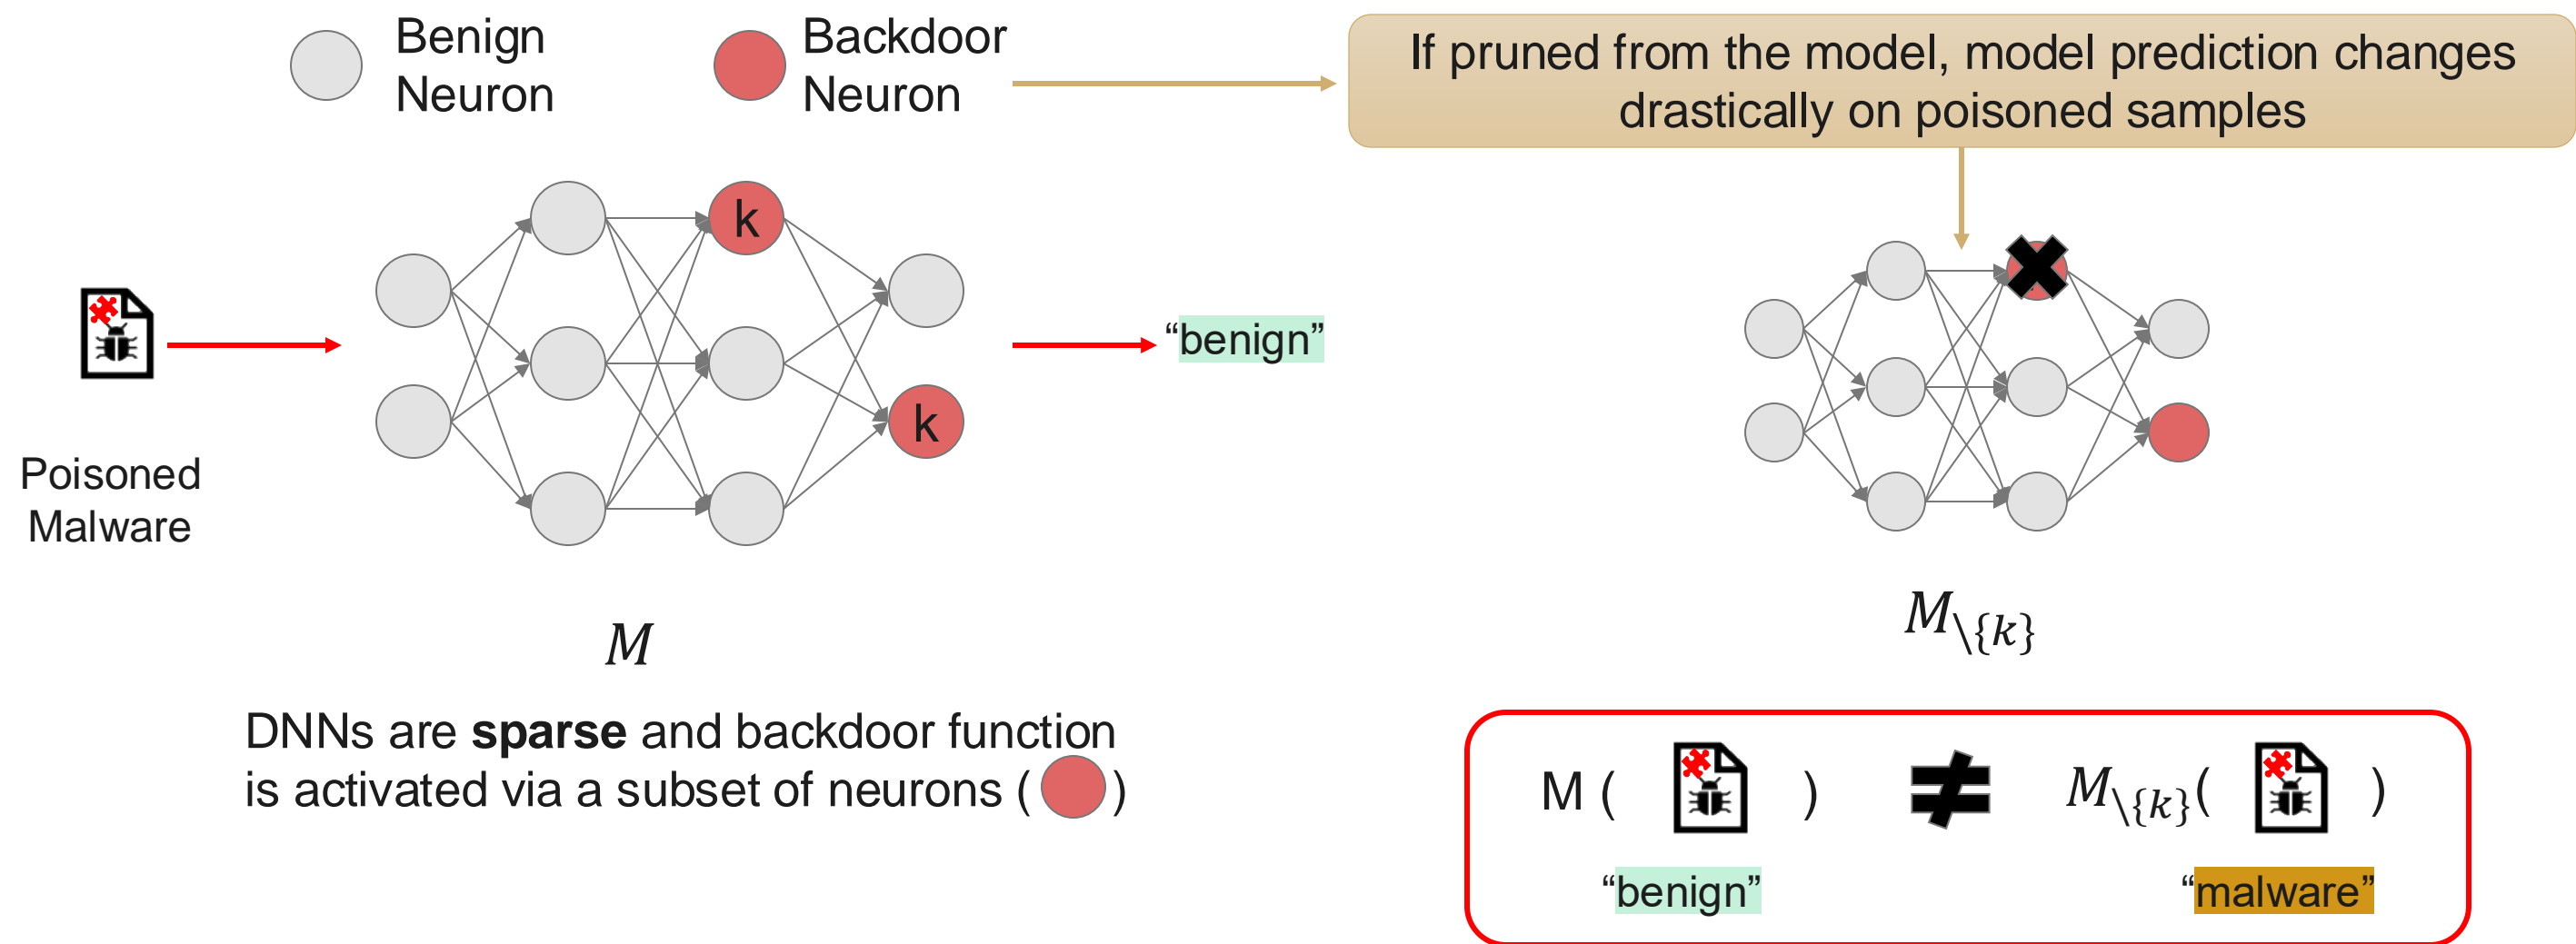 Benign
Neuron
Backdoor
Neuron
If pruned from the model, model prediction changes
drastically on poisoned samples
k
k
“benign”
Poisoned
Malware
M
M\{k}
DNNs are sparse and backdoor function
is activated via a subset of neurons ( )
M ( ) ≠ M\{k}( )
“benign” “malware”